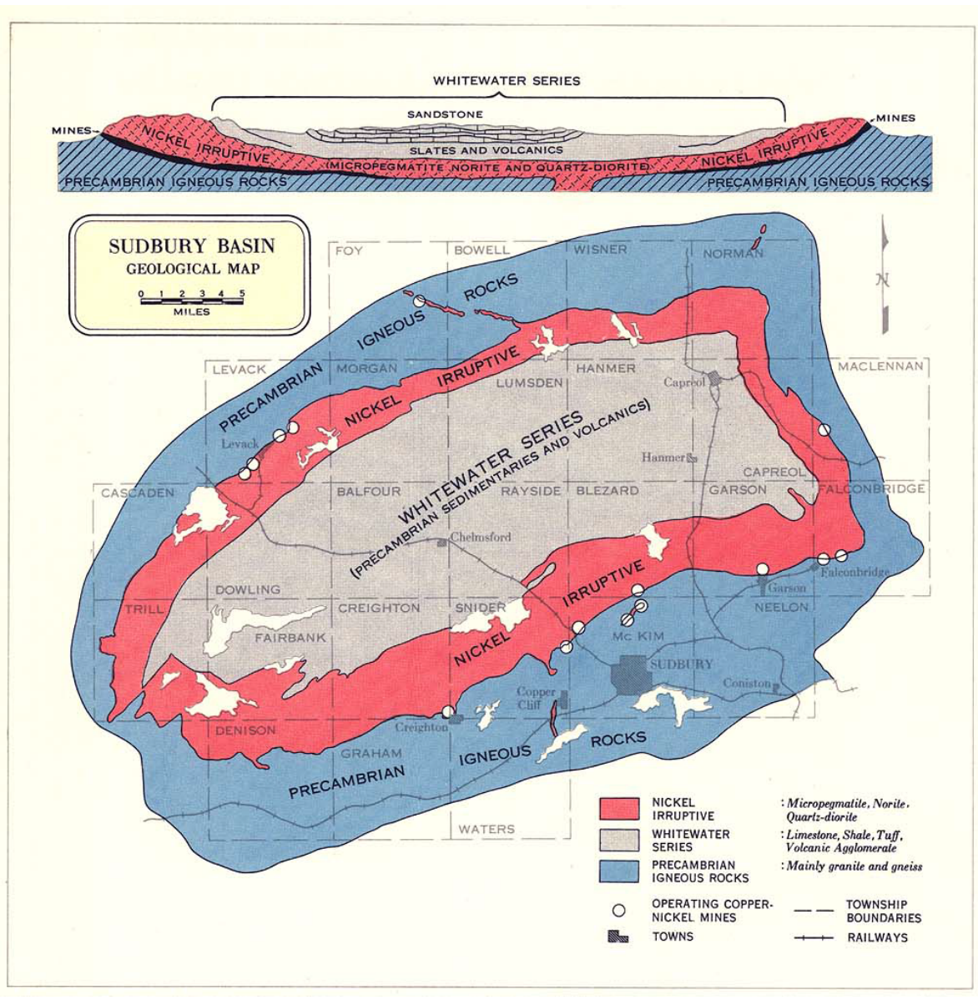 WHITEWATER SERIES
SANDSTONE
MINES
MINES
NICKEL IRRUPTIVE
SLATES AND VOLCANICS
NICKEL IRRUPTIVE
(MICROPEGMATITE NORITE AND QUARTZ-DIORITE)
PRECAMBRIAN IGNEOUS ROCKS
PRECAMBRIAN IGNEOUS ROCKS
SUDBURY BASIN
GEOLOGICAL MAP
0 1 2 3 4 5
MILES
N
FOY
BOWELL
WISNER
NORMAN
PRECAMBRIAN IGNEOUS ROCKS
LEVACK
MORGAN
NICKEL IRRUPTIVE
LUMSDEN
HANMER
Capreol
MACLENNAN
Levack
WHITEWATER SERIES
(PRECAMBRIAN SEDIMENTARIES AND VOLCANICS)
Hanmer
CAPREOL
CASCADEN
BALFOUR
RAYSIDE
BLEZARD
GARSON
FALCONBRIDGE
Chelmsford
Falconbridge
Garson
DOWLING
TRILL
CREIGHTON
SNIDER
NICKEL IRRUPTIVE
NEELON
FAIRBANK
Mc KIM
SUDBURY
Coniston
Copper
Cliff
Creighton
DENISON
GRAHAM
PRECAMBRIAN IGNEOUS ROCKS
WATERS
NICKEL
IRRUPTIVE
: Micropegmatite, Norite,
Quartz-diorite
WHITEWATER
SERIES
: Limestone, Shale, Tuff,
Volcanic Agglomerate
PRECAMBRIAN
IGNEOUS ROCKS
: Mainly granite and gneiss
OPERATING COPPER-
NICKEL MINES
TOWNSHIP
BOUNDARIES
TOWNS
RAILWAYS